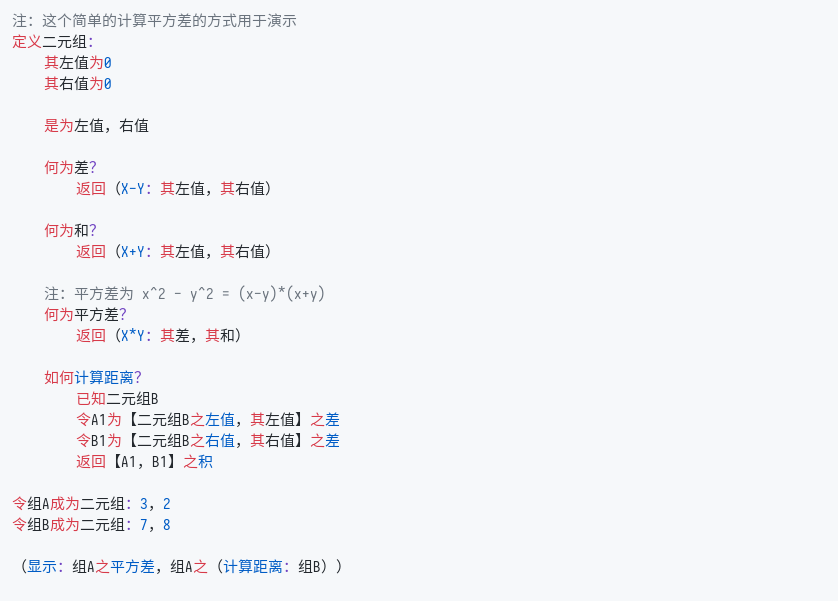 注：这个简单的计算平方差的方式用于演示
定义二元组：
其左值为0
其右值为0
是为左值，右值
何为差？
返回（X-Y：其左值，其右值）
何为和？
返回（X+Y：其左值，其右值）
注：平方差为 x^2 - y^2 = (x-y)*(x+y)
何为平方差？
返回（X*Y：其差，其和）
如何计算距离？
已知二元组B
令A1为【二元组B之左值，其左值】之差
令B1为【二元组B之右值，其右值】之差
返回【A1，B1】之积
令组A成为二元组：3，2
令组B成为二元组：7，8
（显示：组A之平方差，组A之（计算距离：组B））